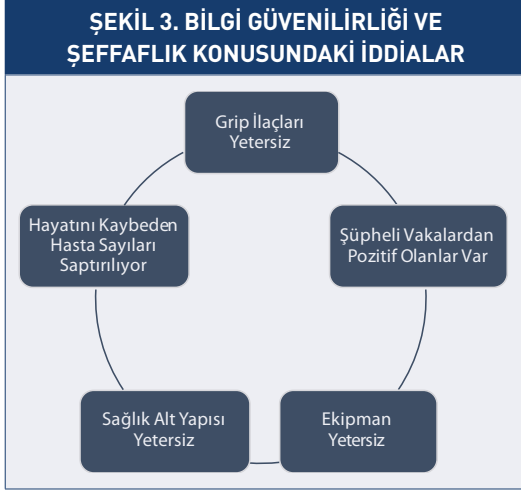 ŞEKİL 3. BİLGİ GÜVENİLİRLİĞİ VE
ŞEFFAFLIK KONUSUNDAKİ İDDİALAR
Grip İlaçları
Yetersiz
Şüpheli Vakalardan
Pozitif Olanlar Var
Ekipman
Yetersiz
Sağlık Alt Yapısı
Yetersiz
Hayatını Kaybeden
Hasta Sayıları
Saptırılıyor